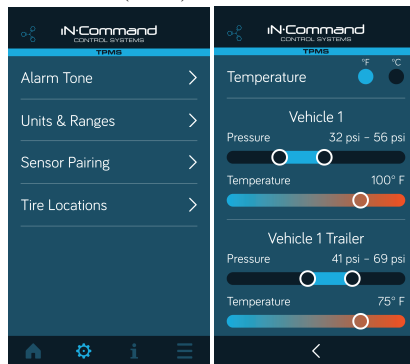 iN·Command
CONTROL SYSTEMS
TPMS
Alarm Tone
Units & Ranges
Sensor Pairing
Tire Locations
iN·Command
CONTROL SYSTEMS
TPMS
°F °C
Temperature
Vehicle 1
Pressure 32 psi – 56 psi
Temperature 100° F
Vehicle 1 Trailer
Pressure 41 psi – 69 psi
Temperature 75° F